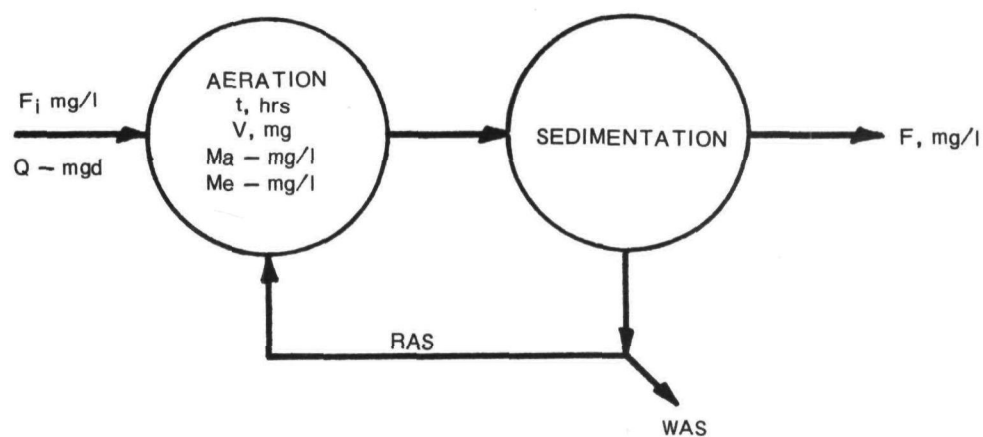 Fi mg/l
Q – mgd
AERATION
t, hrs
V, mg
Ma – mg/l
Me – mg/l
SEDIMENTATION
F, mg/l
RAS
WAS